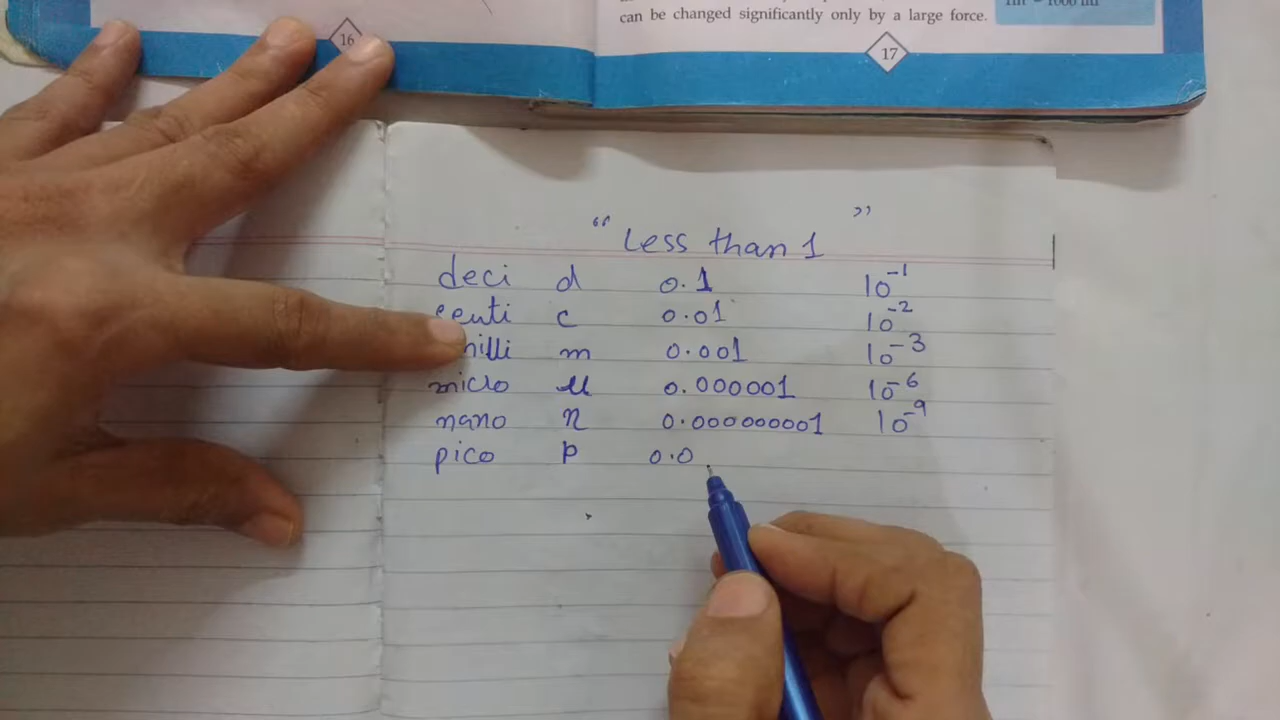 16
can be changed significantly only by a large force.
17
" Less than 1 "
deci d 0.1 10⁻¹
centi c 0.01 10⁻²
milli m 0.001 10⁻³
micro μ 0.000001 10⁻⁶
nano n 0.000000001 10⁻⁹
pico p 0.0